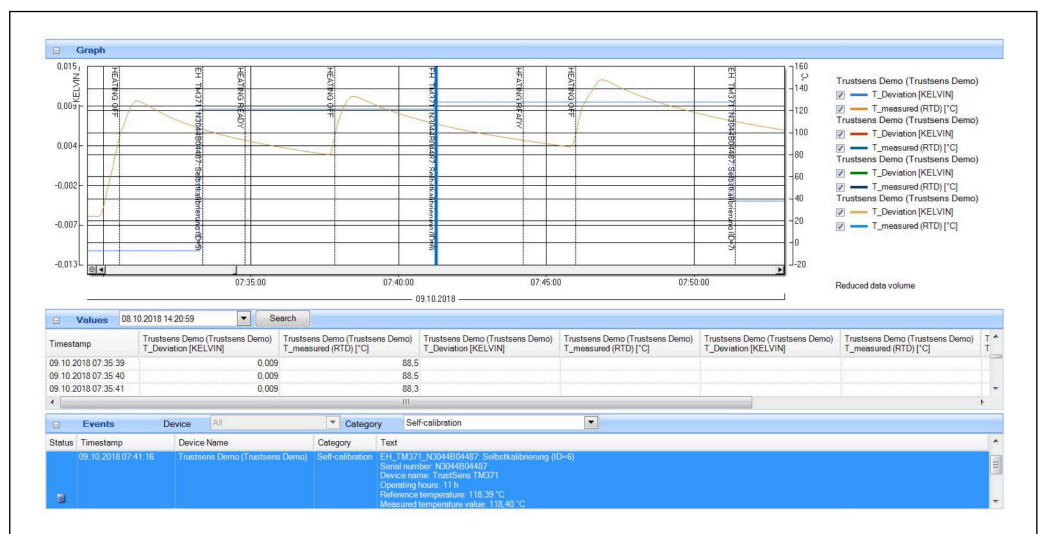 Graph
0,015
0,009
0,004
-0,002
-0,007
-0,013
KELVIN
HEATING OFF
EH_TM371_N3044B04487: Selbstkalibrierung (ID=5)
HEATING READY
HEATING OFF
EH_TM371_N3044B04487: Selbstkalibrierung (ID=6)
HEATING READY
HEATING OFF
EH_TM371_N3044B04487: Selbstkalibrierung (ID=7)
160
140
120
100
80
60
40
20
0
-20
°C
07:35:00
07:40:00
07:45:00
07:50:00
09.10.2018
Trustsens Demo (Trustsens Demo)
T_Deviation [KELVIN]
T_measured (RTD) [°C]
Trustsens Demo (Trustsens Demo)
T_Deviation [KELVIN]
T_measured (RTD) [°C]
Trustsens Demo (Trustsens Demo)
T_Deviation [KELVIN]
T_measured (RTD) [°C]
Trustsens Demo (Trustsens Demo)
T_Deviation [KELVIN]
T_measured (RTD) [°C]
Reduced data volume
Values 08.10.2018 14:20:59 Search
Timestamp Trustsens Demo (Trustsens Demo) Trustsens Demo (Trustsens Demo) Trustsens Demo (Trustsens Demo) Trustsens Demo (Trustsens Demo) Trustsens Demo (Trustsens Demo) Trustsens Demo (Trustsens Demo) T
T_Deviation [KELVIN] T_measured (RTD) [°C] T_Deviation [KELVIN] T_measured (RTD) [°C] T_Deviation [KELVIN] T_measured (RTD) [°C] T
09.10.2018 07:35:39 0,009 88,5
09.10.2018 07:35:40 0,009 88,5
09.10.2018 07:35:41 0,009 88,3
Events Device All Category Self-calibration
Status Timestamp Device Name Category Text
09.10.2018 07:41:16 Trustsens Demo (Trustsens Demo) Self-calibration EH_TM371_N3044B04487: Selbstkalibrierung (ID=6)
Serial number: N3044B04487
Device name: TrustSens TM371
Operating hours: 11 h
Reference temperature: 118,39 °C
Measured temperature value: 118,40 °C